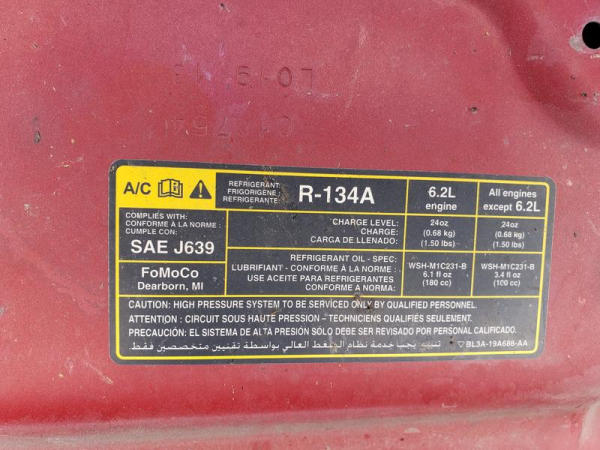 A/C
REFRIGERANT:
FRIGORIGÈNE:
REFRIGERANTE:
R-134A
6.2L
engine
All engines
except 6.2L
COMPLIES WITH:
CONFORME À LA NORME :
CUMPLE CON:
SAE J639
CHARGE LEVEL:
CHARGE:
CARGA DE LLENADO:
24oz
(0.68 kg)
(1.50 lbs)
24oz
(0.68 kg)
(1.50 lbs)
FoMoCo
Dearborn, MI
REFRIGERANT OIL - SPEC:
LUBRIFIANT - CONFORME À LA NORME :
USE ACEITE PARA REFRIGERANTES
CONFORME A NORMA:
WSH-M1C231-B
6.1 fl oz
(180 cc)
WSH-M1C231-B
3.4 fl oz
(100 cc)
CAUTION: HIGH PRESSURE SYSTEM TO BE SERVICED ONLY BY QUALIFIED PERSONNEL.
ATTENTION : CIRCUIT SOUS HAUTE PRESSION – TECHNICIENS QUALIFIÉS SEULEMENT.
PRECAUCIÓN: EL SISTEMA DE ALTA PRESIÓN SÓLO DEBE SER REVISADO POR PERSONAL CALIFICADO.
تنبيه: يجب خدمة نظام الضغط العالي بواسطة تقنيين متخصصين فقط.
BL3A-19A688-AA